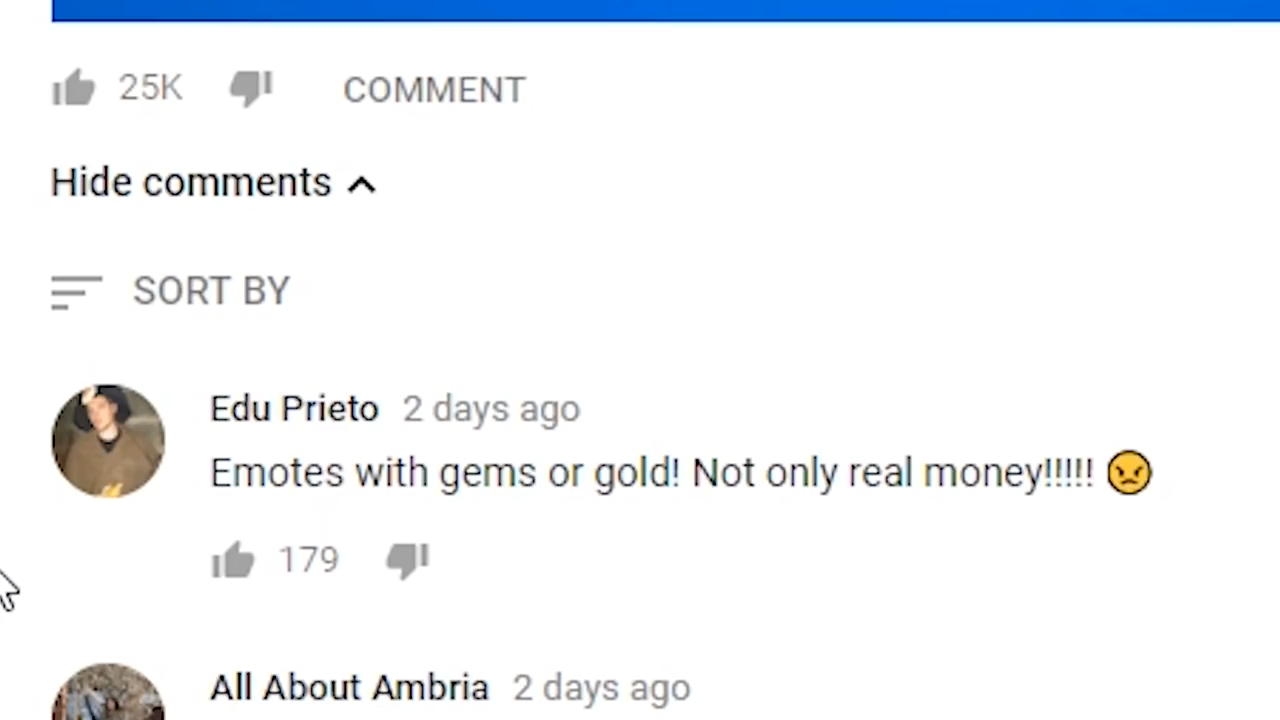 25K COMMENT
Hide comments
SORT BY
Edu Prieto 2 days ago
Emotes with gems or gold! Not only real money!!!!! 😠
179
All About Ambria 2 days ago